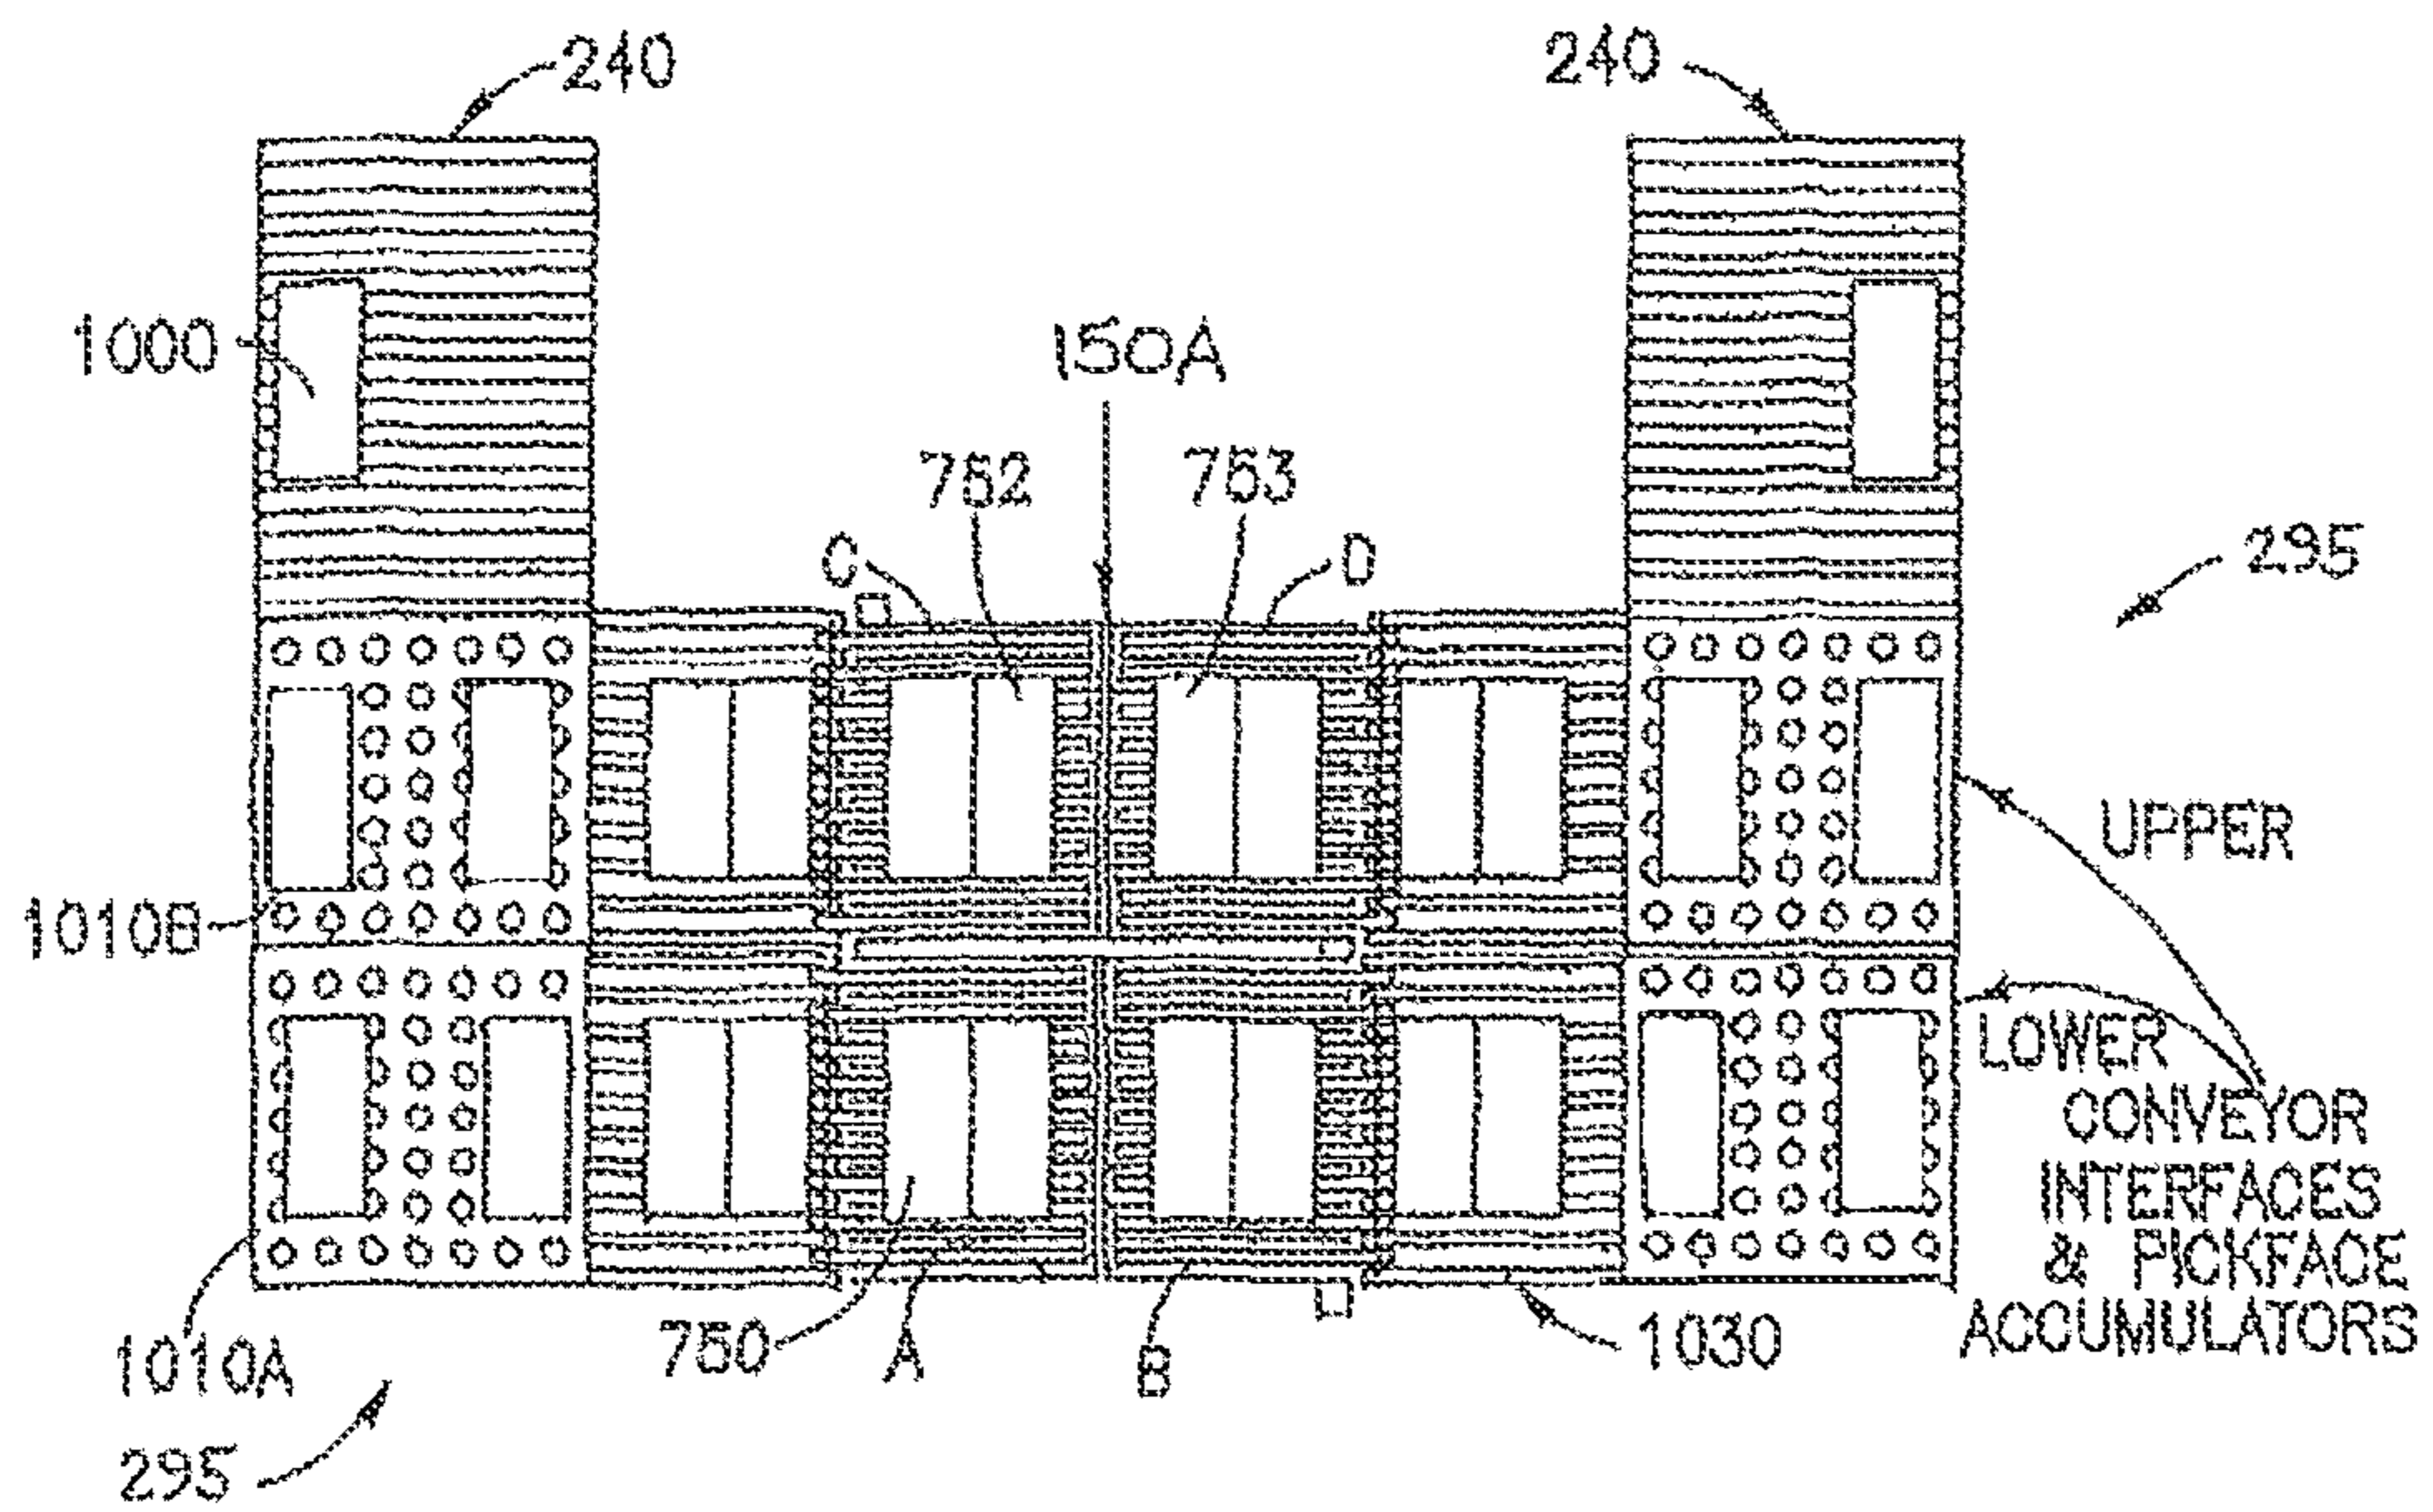 240
240
1000
150A
752
753
C
D
295
UPPER
1010B
LOWER
CONVEYOR
INTERFACES
& PICKFACE
ACCUMULATORS
750
A
B
1030
1010A
295